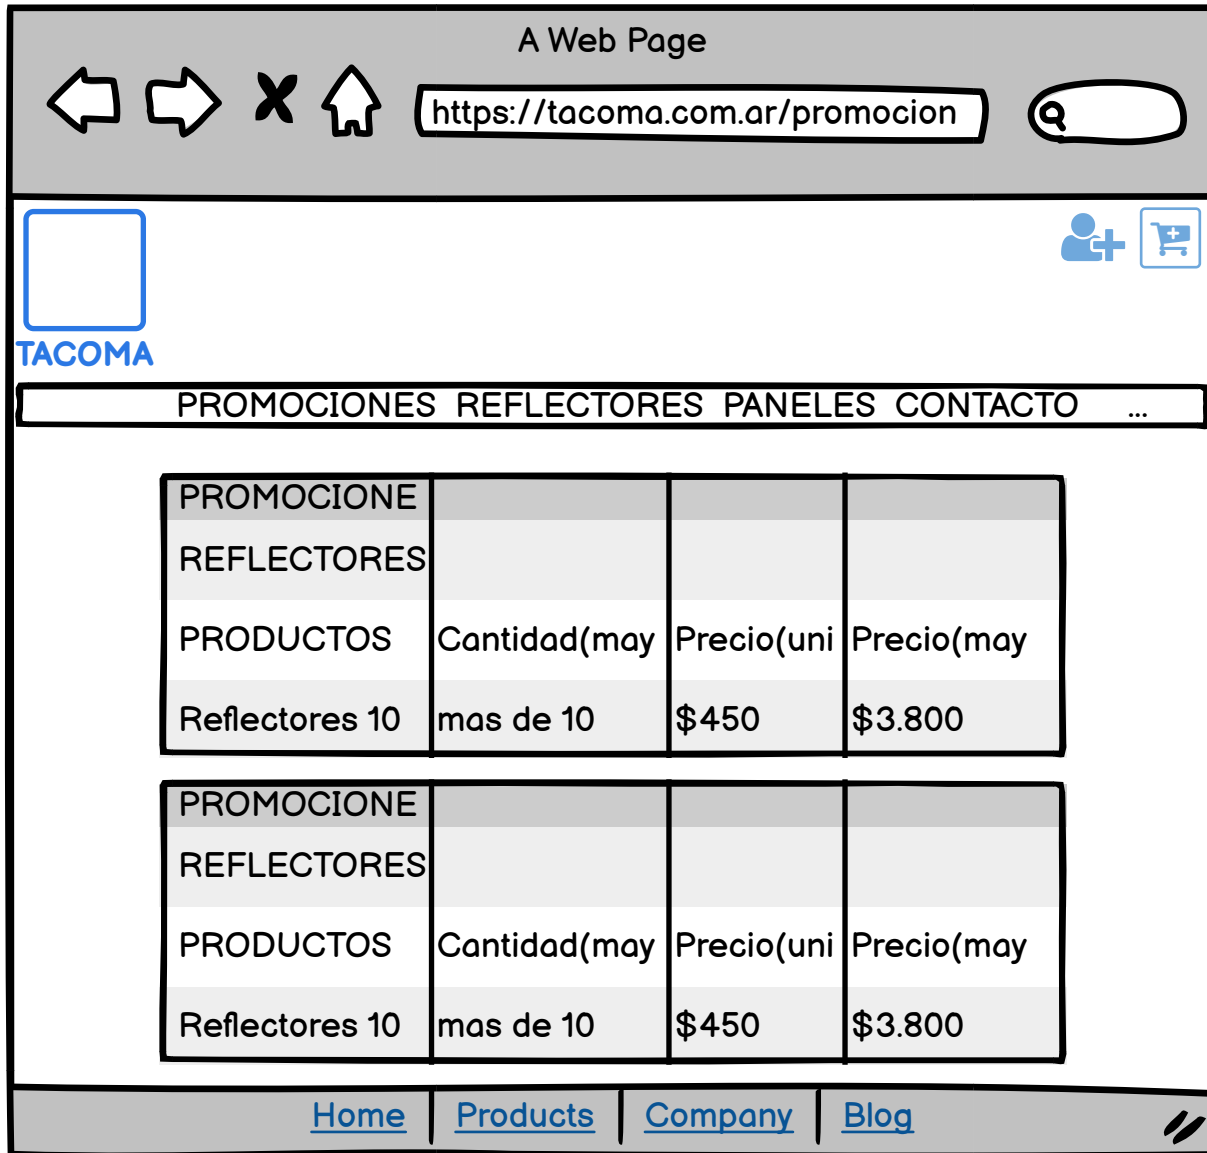 A Web Page
https://tacoma.com.ar/promocion
TACOMA
PROMOCIONES REFLECTORES PANELES CONTACTO ...
PROMOCIONE
REFLECTORES
PRODUCTOS Cantidad(may Precio(uni Precio(may
Reflectores 10 mas de 10 $450 $3.800
PROMOCIONE
REFLECTORES
PRODUCTOS Cantidad(may Precio(uni Precio(may
Reflectores 10 mas de 10 $450 $3.800
Home Products Company Blog